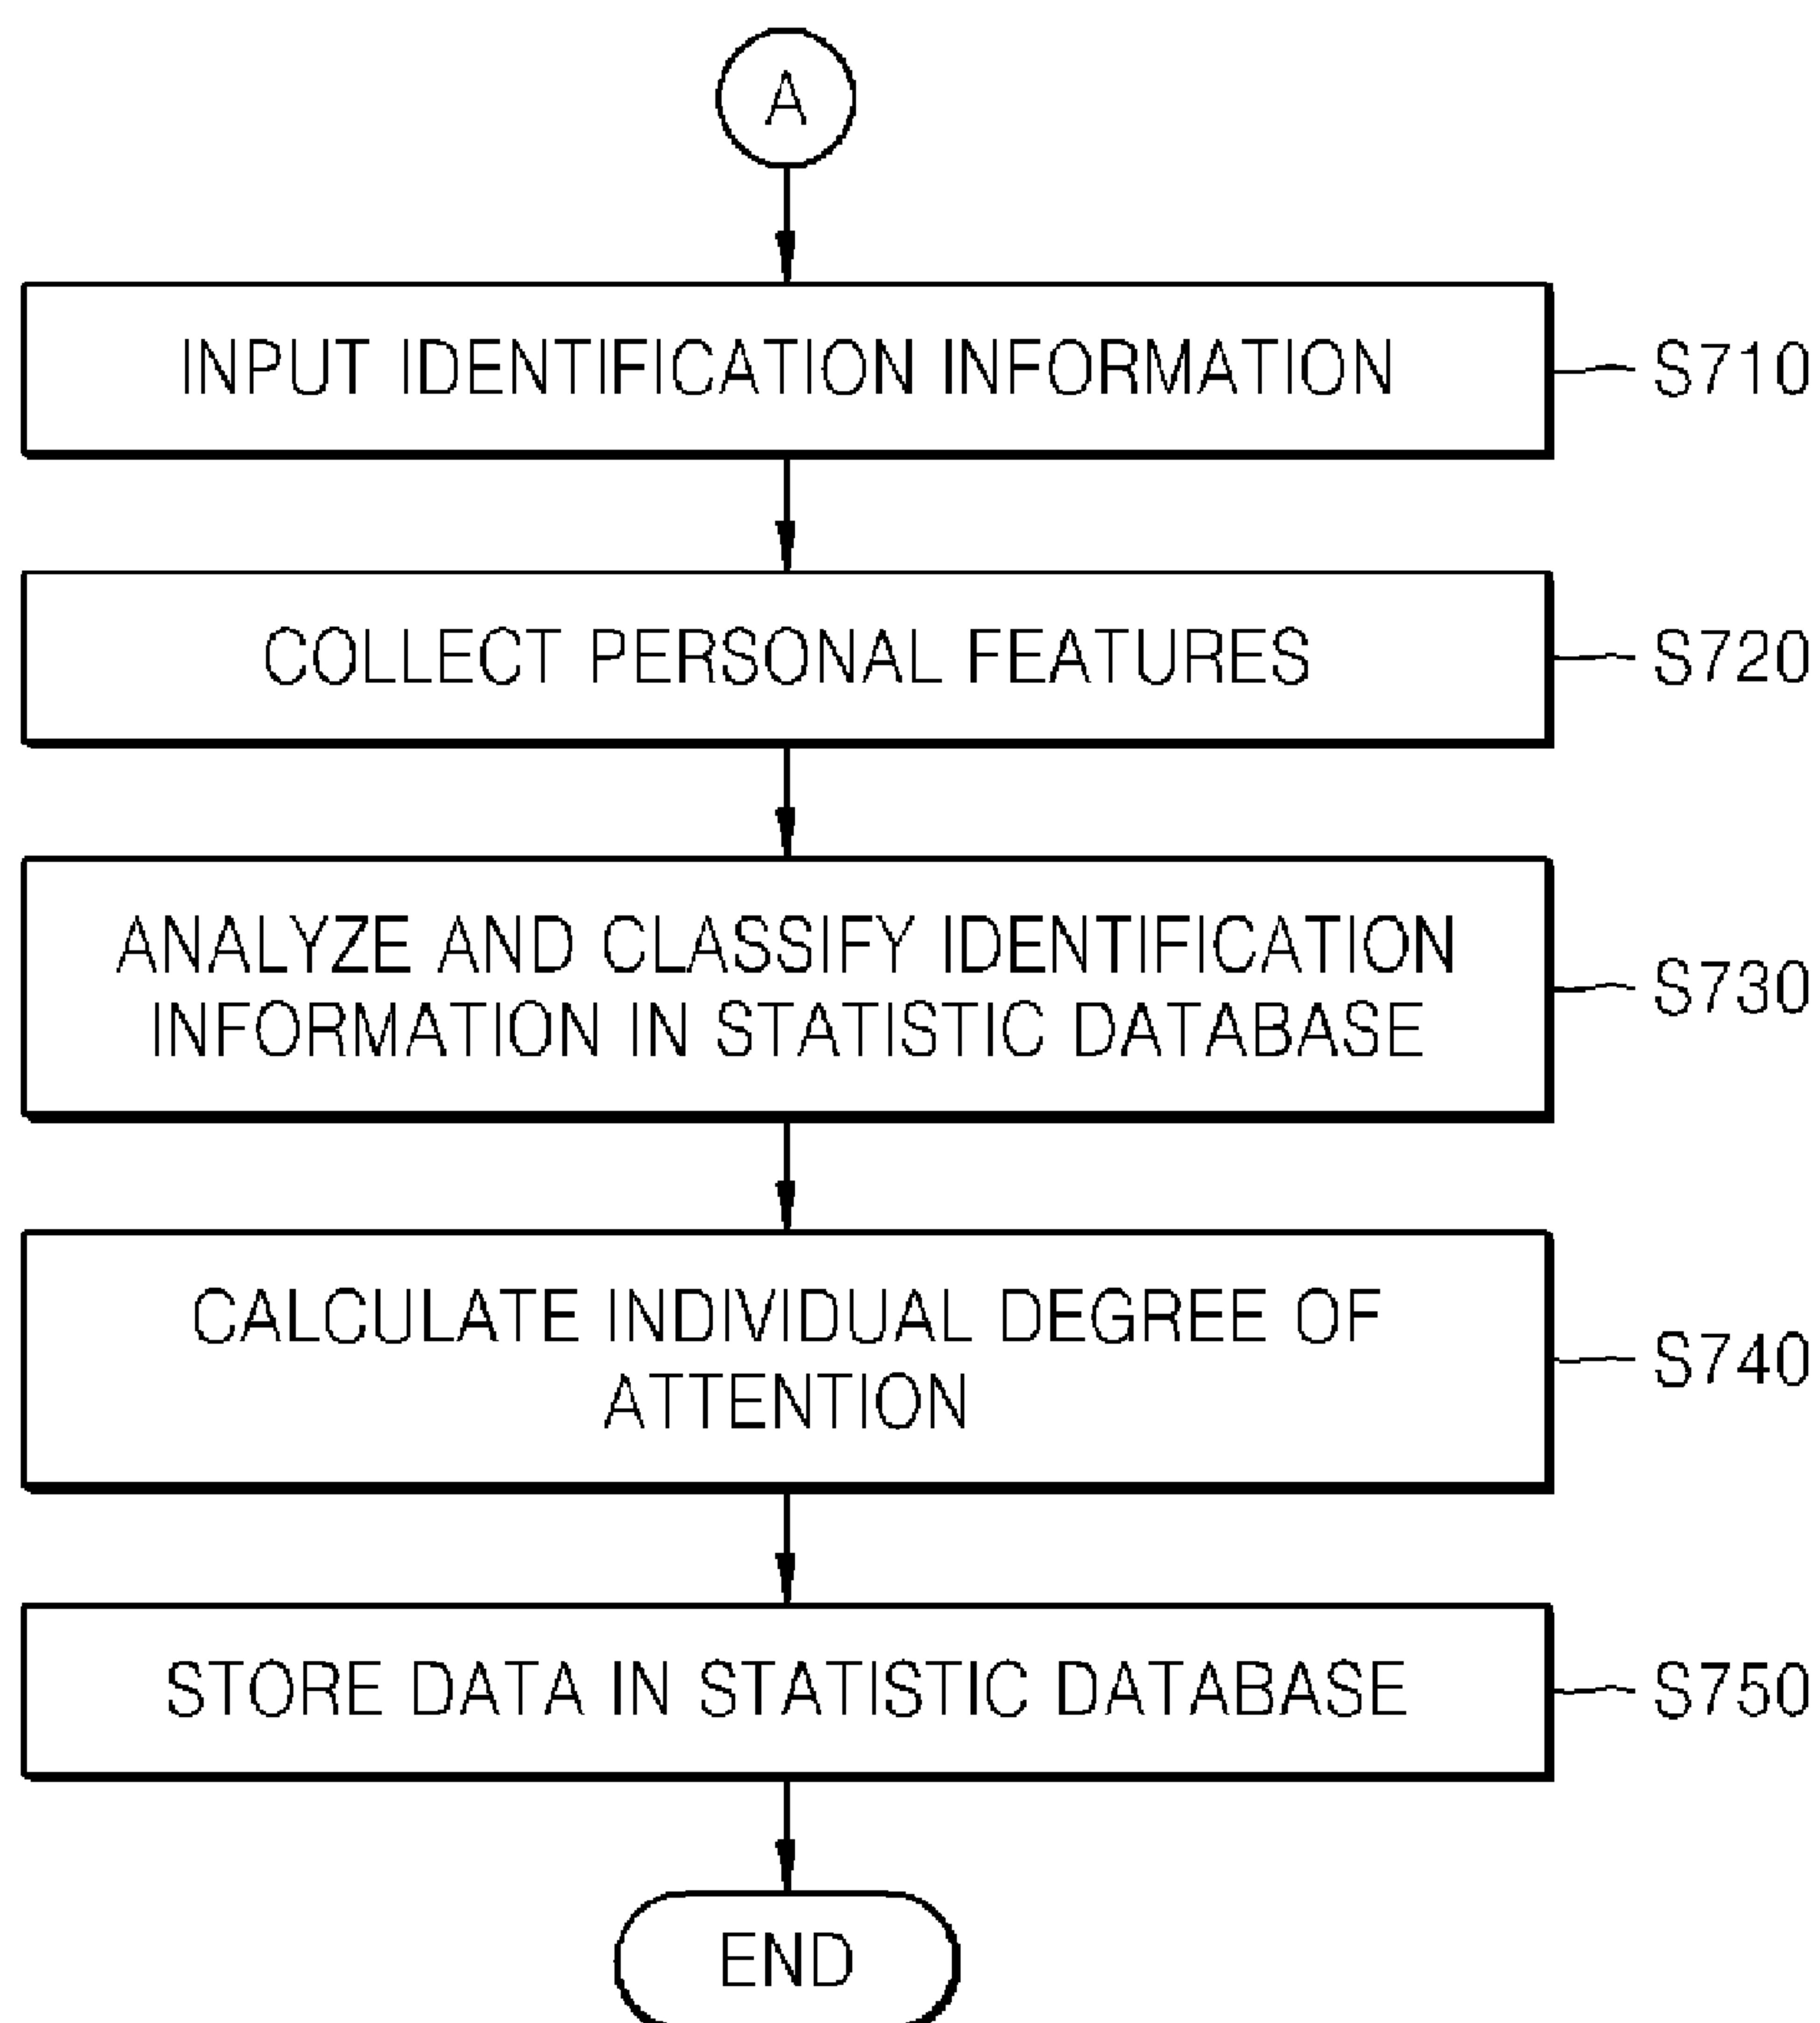 A
INPUT IDENTIFICATION INFORMATION
S710
COLLECT PERSONAL FEATURES
S720
ANALYZE AND CLASSIFY IDENTIFICATION
INFORMATION IN STATISTIC DATABASE
S730
CALCULATE INDIVIDUAL DEGREE OF
ATTENTION
S740
STORE DATA IN STATISTIC DATABASE
S750
END